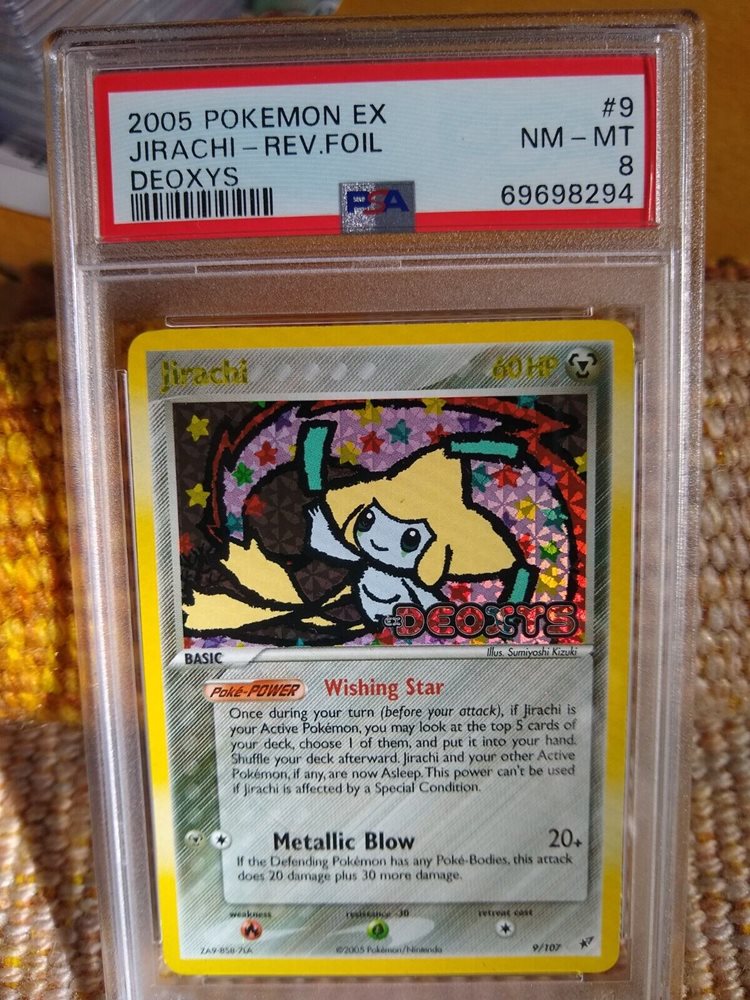 2005 POKEMON EX
#9
JIRACHI - REV.FOIL
NM - MT
DEOXYS
8
PSA
69698294
Jirachi
60 HP
ex DEOXYS
BASIC
Illus. Sumiyoshi Kizuki
Poké-POWER Wishing Star
Once during your turn (before your attack), if Jirachi is
your Active Pokémon, you may look at the top 5 cards of
your deck, choose 1 of them, and put it into your hand.
Shuffle your deck afterward. Jirachi and your other Active
Pokémon, if any, are now Asleep. This power can't be used
if Jirachi is affected by a Special Condition.
Metallic Blow 20+
If the Defending Pokémon has any Poké-Bodies, this attack
does 20 damage plus 30 more damage.
weakness resistance -30 retreat cost
ZA9-8S8-7LA ©2005 Pokémon/Nintendo 9/107